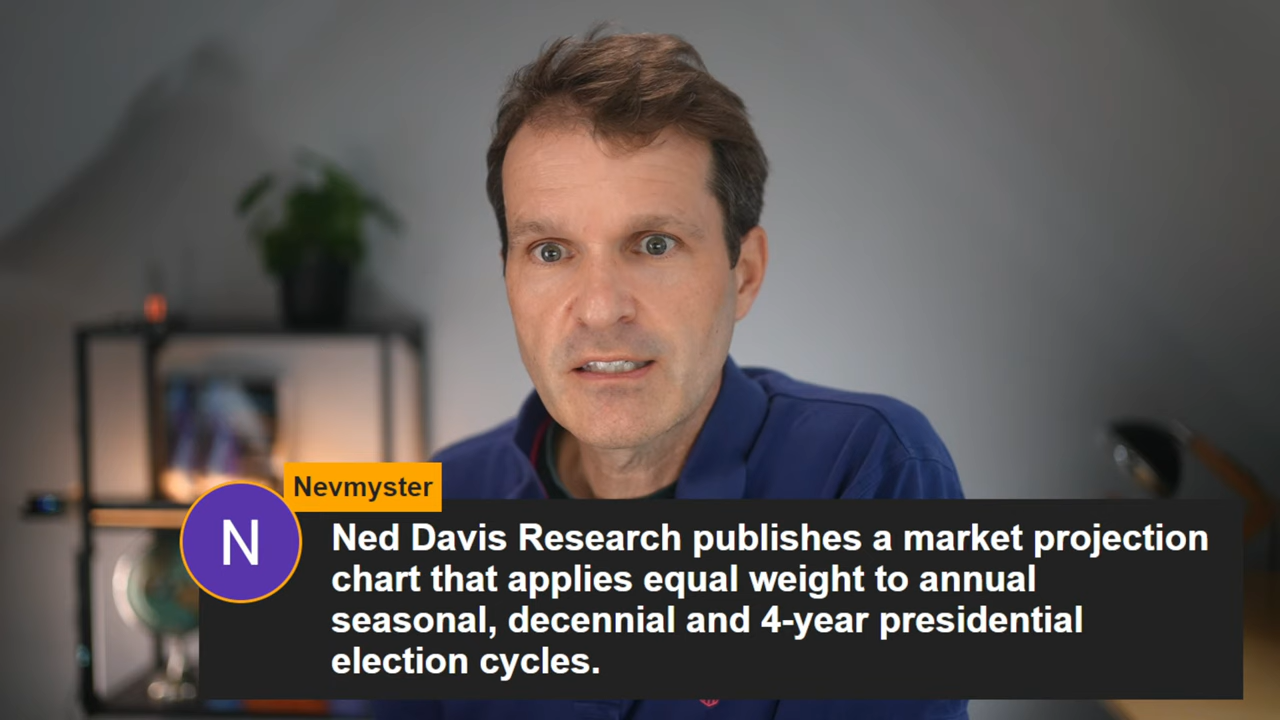 Nevmyster
N
Ned Davis Research publishes a market projection
chart that applies equal weight to annual
seasonal, decennial and 4-year presidential
election cycles.